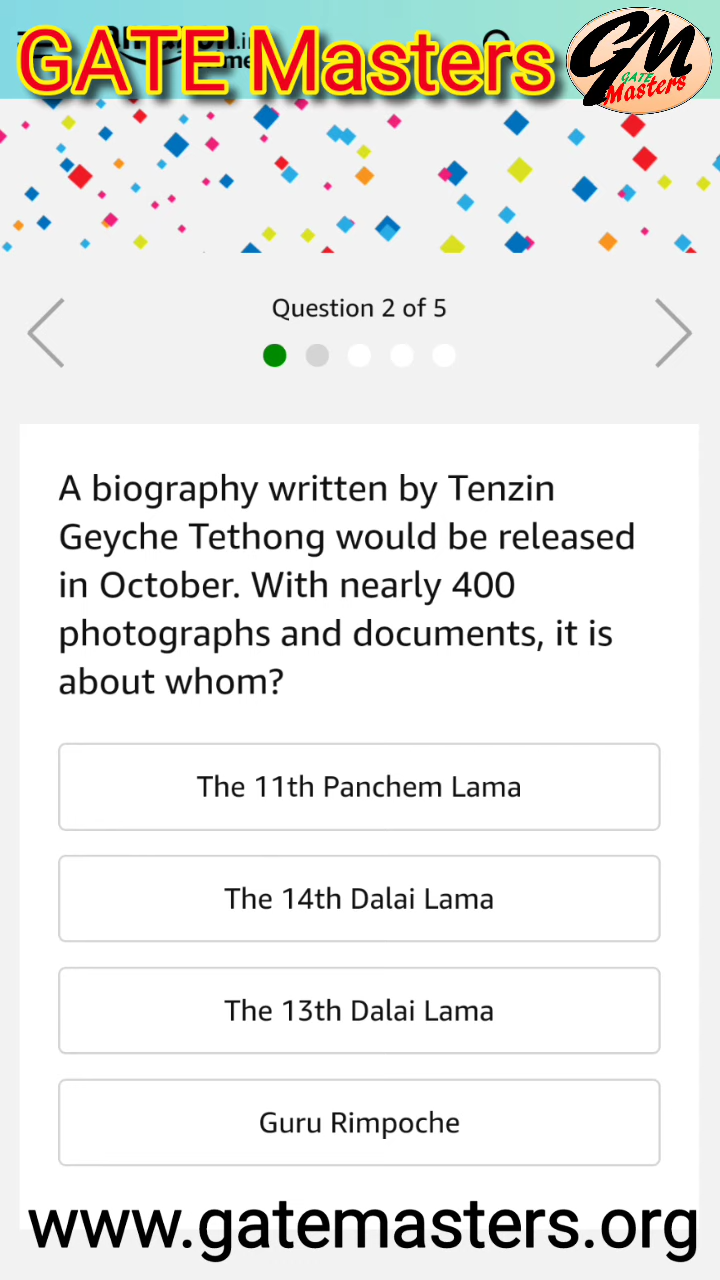 GATE Masters
GM
GATE
Masters
Question 2 of 5
A biography written by Tenzin
Geyche Tethong would be released
in October. With nearly 400
photographs and documents, it is
about whom?
The 11th Panchem Lama
The 14th Dalai Lama
The 13th Dalai Lama
Guru Rimpoche
www.gatemasters.org